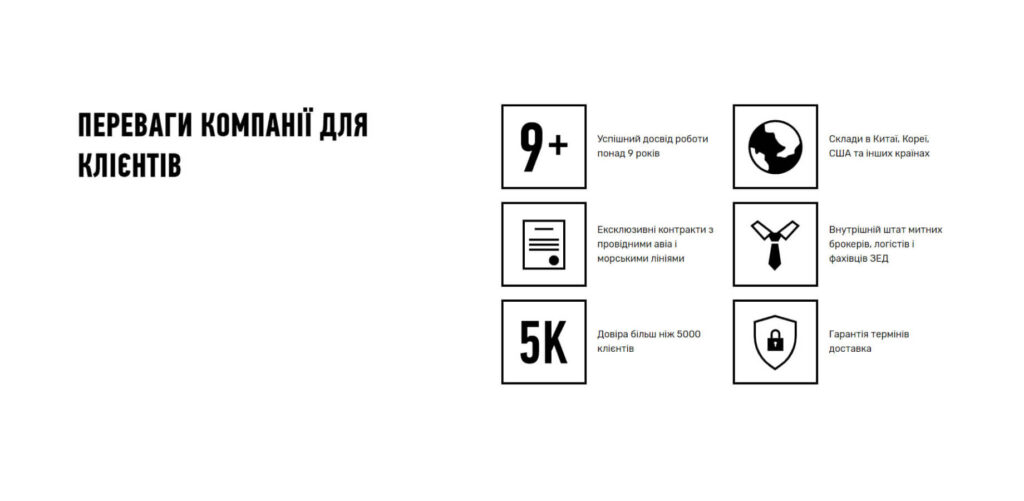 ПЕРЕВАГИ КОМПАНІЇ ДЛЯ
КЛІЄНТІВ
9+
Успішний досвід роботи
понад 9 років
Склади в Китаї, Кореї,
США та інших країнах
Ексклюзивні контракти з
провідними авіа і
морськими лініями
Внутрішній штат митних
брокерів, логістів і
фахівців ЗЕД
5K
Довіра більш ніж 5000
клієнтів
Гарантія термінів
доставка